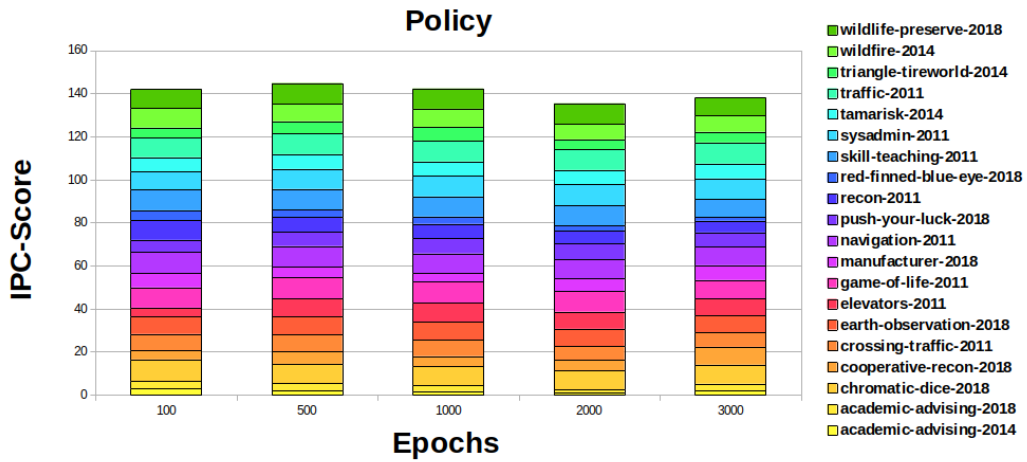 Policy
IPC-Score
160
140
120
100
80
60
40
20
0
100
500
1000
2000
3000
Epochs
wildlife-preserve-2018
wildfire-2014
triangle-tireworld-2014
traffic-2011
tamarisk-2014
sysadmin-2011
skill-teaching-2011
red-finned-blue-eye-2018
recon-2011
push-your-luck-2018
navigation-2011
manufacturer-2018
game-of-life-2011
elevators-2011
earth-observation-2018
crossing-traffic-2011
cooperative-recon-2018
chromatic-dice-2018
academic-advising-2018
academic-advising-2014